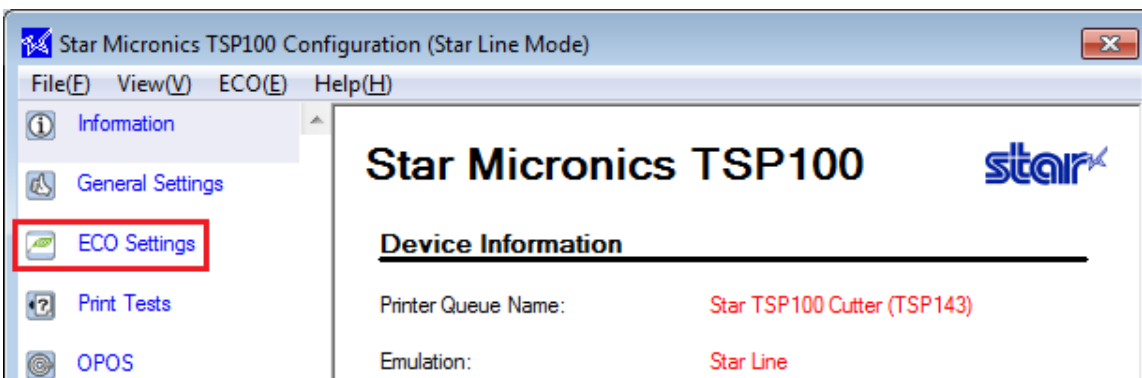 Star Micronics TSP100 Configuration (Star Line Mode)
File(F) View(V) ECO(E) Help(H)
Information
General Settings
ECO Settings
Print Tests
OPOS
Star Micronics TSP100
star
Device Information
Printer Queue Name: Star TSP100 Cutter (TSP143)
Emulation: Star Line